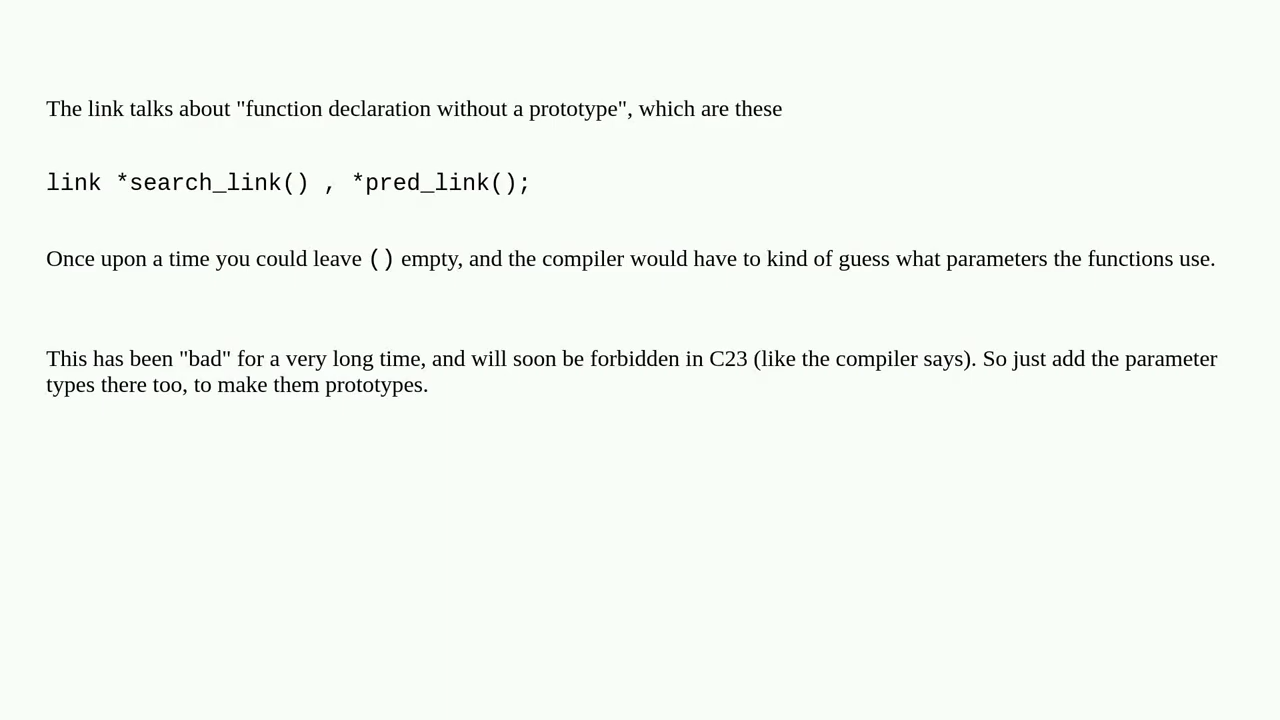 The link talks about "function declaration without a prototype", which are these
link *search_link() , *pred_link();
Once upon a time you could leave () empty, and the compiler would have to kind of guess what parameters the functions use.
This has been "bad" for a very long time, and will soon be forbidden in C23 (like the compiler says). So just add the parameter
types there too, to make them prototypes.